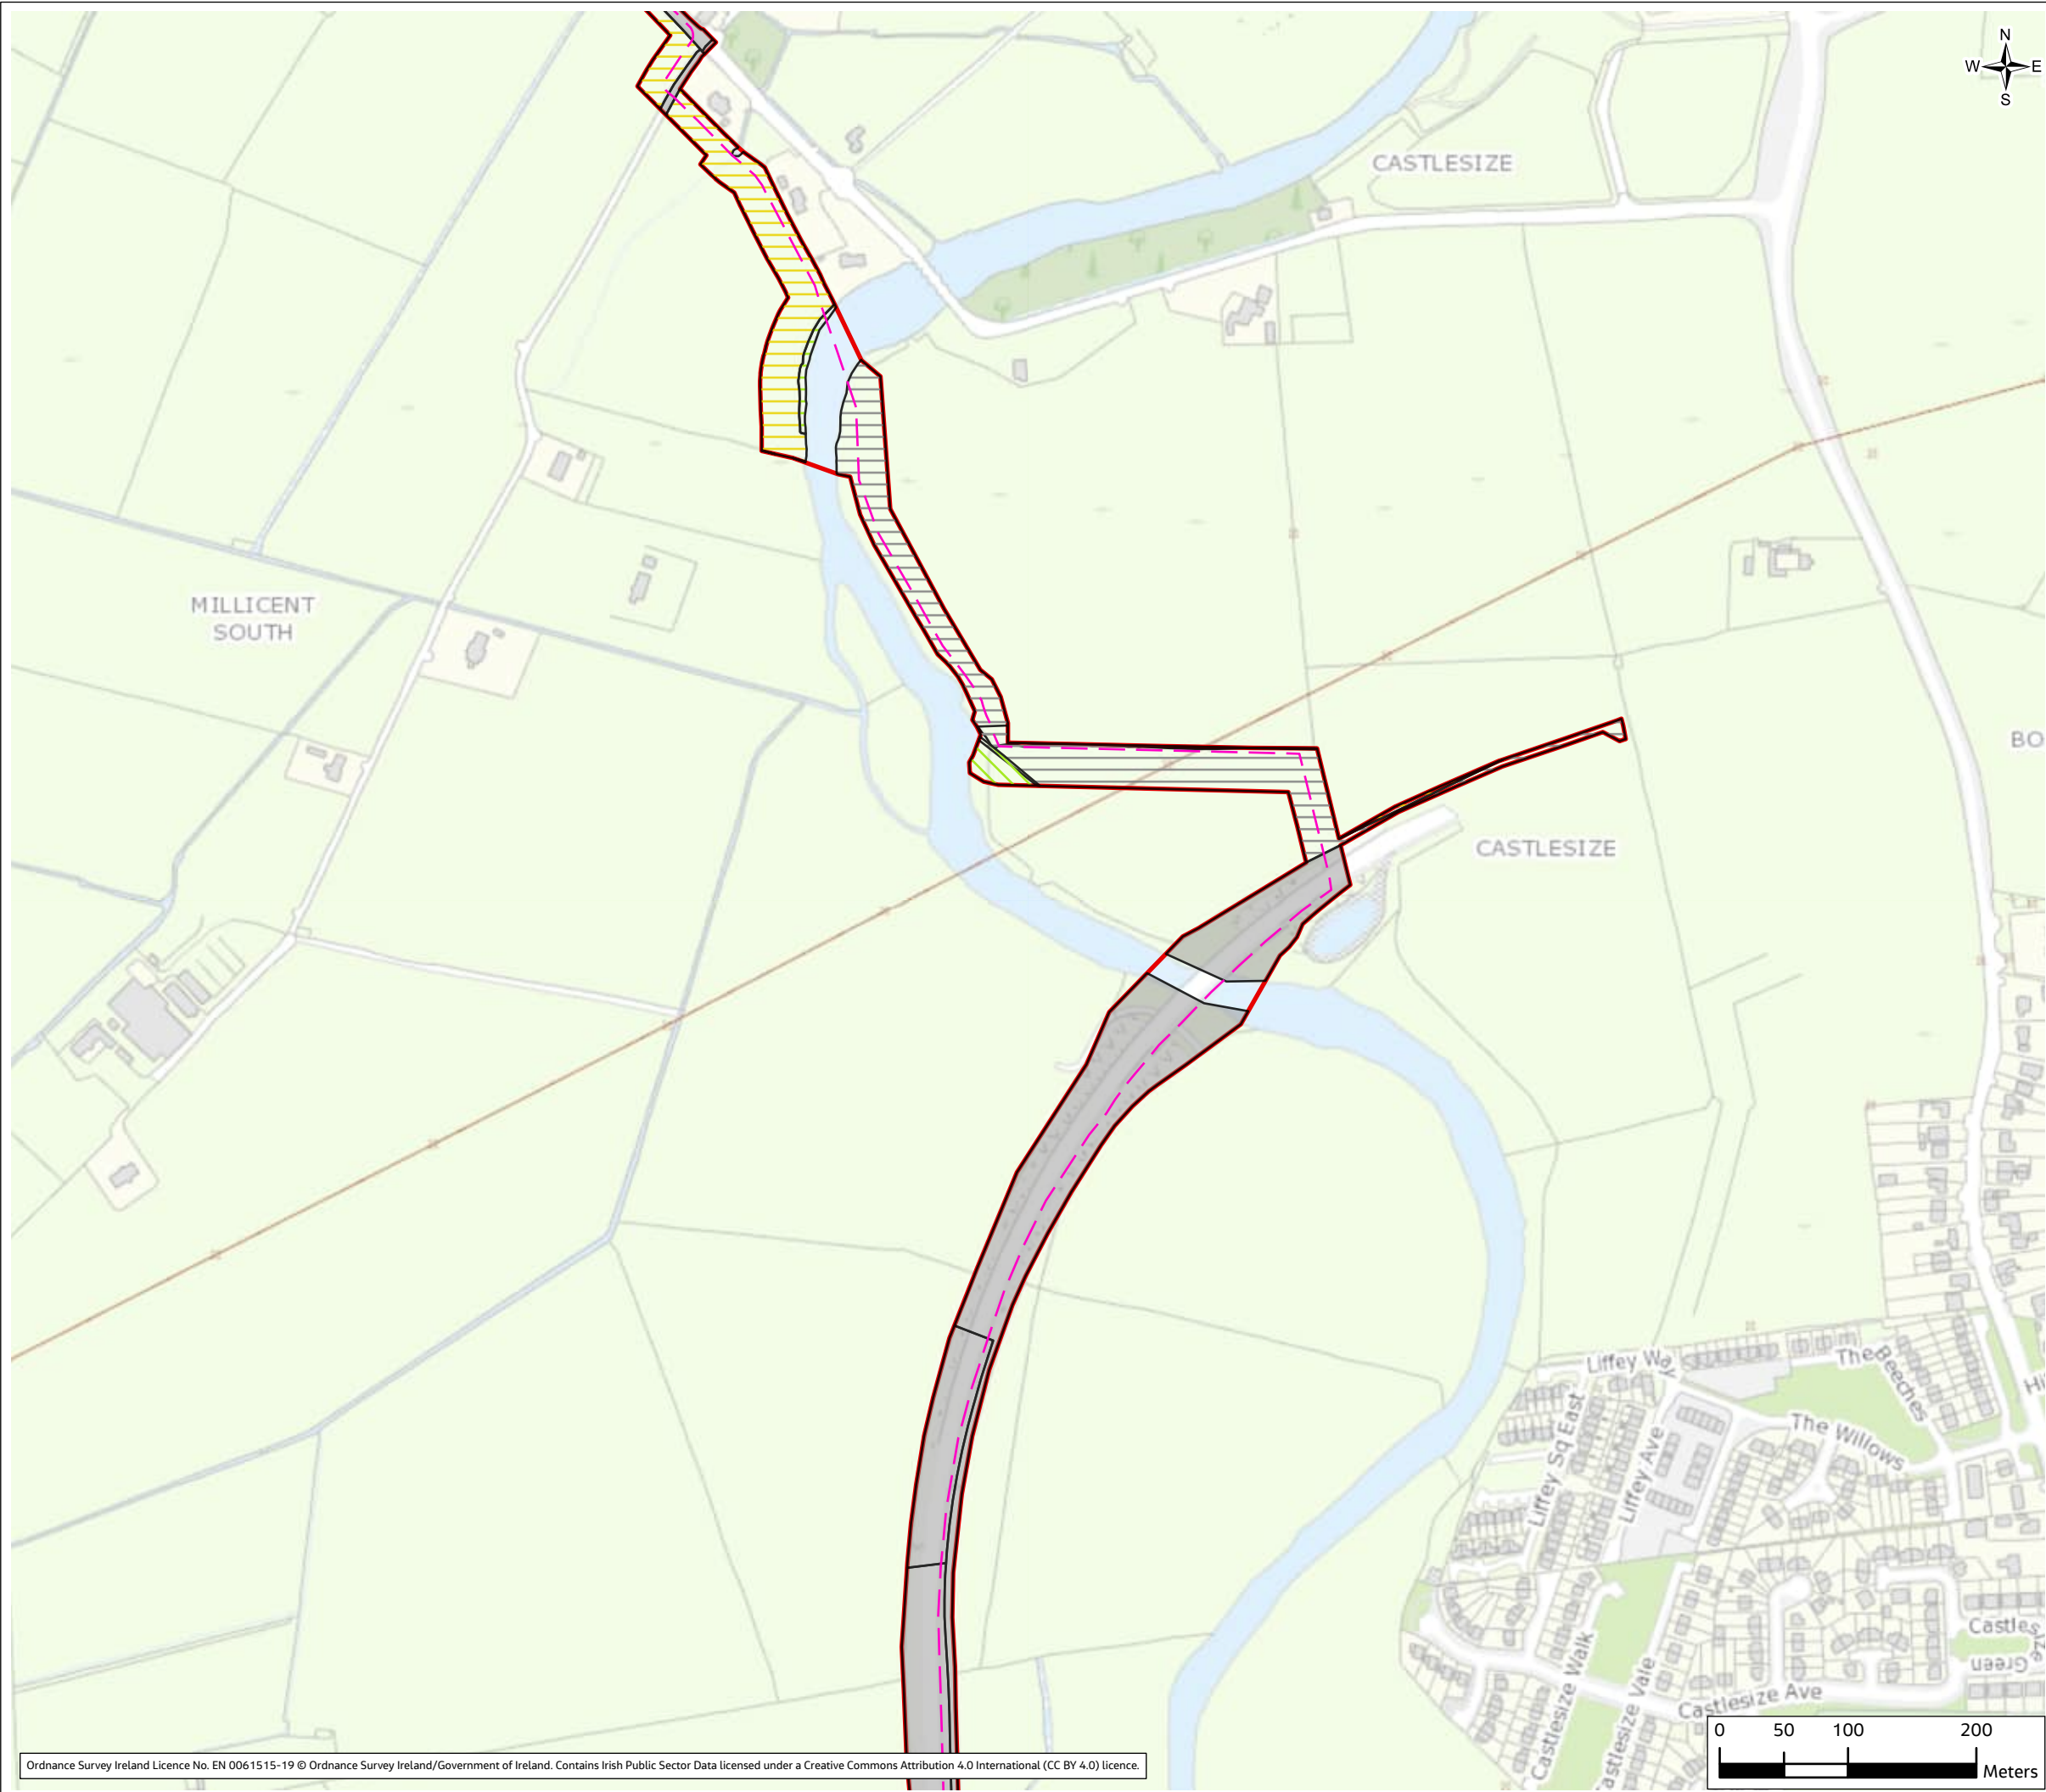 N
W E
S
CASTLESIZE
MILLICENT
SOUTH
BO
CASTLESIZE
Liffey Way
The Beeches
Hi
The Willows
Liffey Sq East
Liffey Ave
Castlesize Walk
Castlesize Vale
Castlesize Green
Castlesize Ave
0 50 100 200
Meters
Ordnance Survey Ireland Licence No. EN 0061515-19 © Ordnance Survey Ireland/Government of Ireland. Contains Irish Public Sector Data licensed under a Creative Commons Attribution 4.0 International (CC BY 4.0) licence.